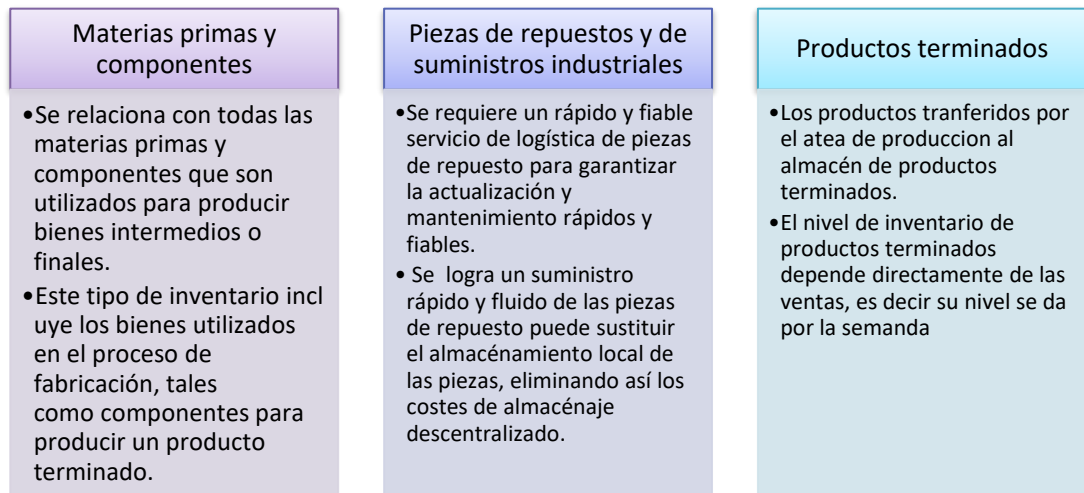 Materias primas y
componentes
•Se relaciona con todas las
materias primas y
componentes que son
utilizados para producir
bienes intermedios o
finales.
•Este tipo de inventario incl
uye los bienes utilizados
en el proceso de
fabricación, tales
como componentes para
producir un producto
terminado.
Piezas de repuestos y de
suministros industriales
•Se requiere un rápido y fiable
servicio de logística de piezas
de repuesto para garantizar
la actualización y
mantenimiento rápidos y
fiables.
• Se logra un suministro
rápido y fluido de las piezas
de repuesto puede sustituir
el almacénamiento local de
las piezas, eliminando así los
costes de almacénaje
descentralizado.
Productos terminados
•Los productos tranferidos por
el atea de produccion al
almacén de productos
terminados.
•El nivel de inventario de
productos terminados
depende directamente de las
ventas, es decir su nivel se da
por la semanda